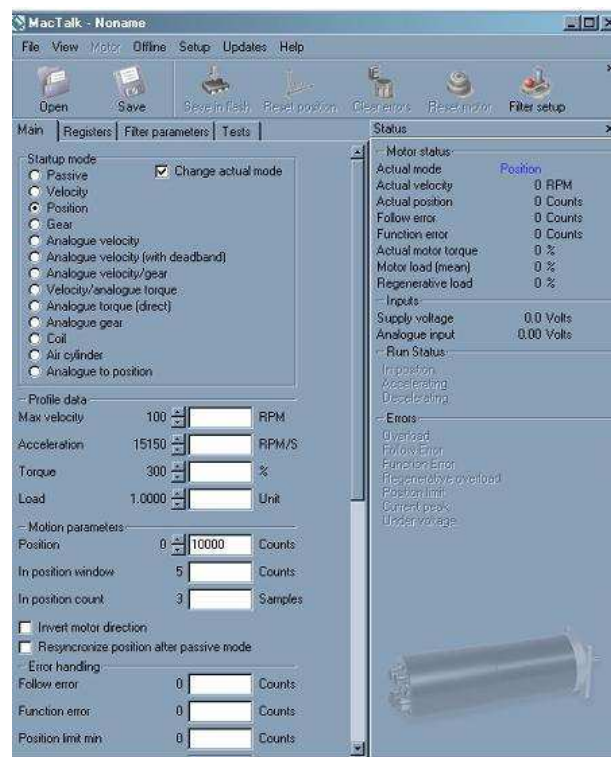 MacTalk - Noname
File View Motor Offline Setup Updates Help
Open Save Save in flash Reset position Clear errors Reset motor Filter setup
Main Registers Filter parameters Tests
Startup mode
Change actual mode
Passive
Velocity
Position
Gear
Analogue velocity
Analogue velocity (with deadband)
Analogue velocity/gear
Velocity/analogue torque
Analogue torque (direct)
Analogue gear
Coil
Air cylinder
Analogue to position
Profile data
Max velocity 100 RPM
Acceleration 15150 RPM/S
Torque 300 %
Load 1.0000 Unit
Motion parameters
Position 0 10000 Counts
In position window 5 Counts
In position count 3 Samples
Invert motor direction
Resyncronize position after passive mode
Error handling
Follow error 0 Counts
Function error 0 Counts
Position limit min 0 Counts
Status
Motor status
Actual mode Position
Actual velocity 0 RPM
Actual position 0 Counts
Follow error 0 Counts
Function error 0 Counts
Actual motor torque 0 %
Motor load (mean) 0 %
Regenerative load 0 %
Inputs
Supply voltage 0.0 Volts
Analogue input 0.00 Volts
Run Status
In position
Accelerating
Decelerating
Errors
Overload
Follow Error
Function Error
Regenerative overload
Position limit
Current peak
Under voltage